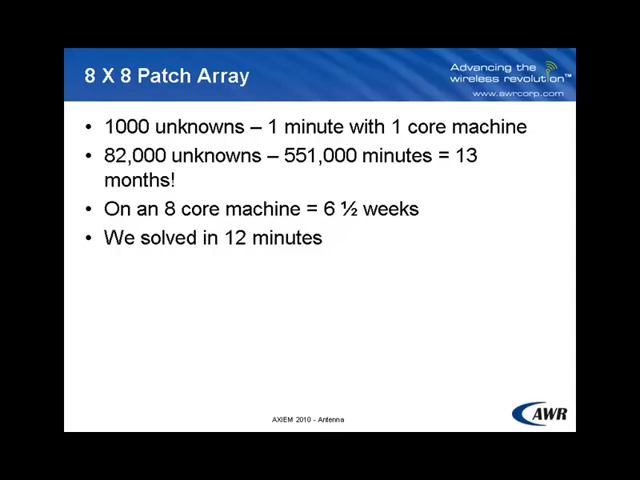 8 X 8 Patch Array
Advancing the
wireless revolution™
www.awrcorp.com
• 1000 unknowns – 1 minute with 1 core machine
• 82,000 unknowns – 551,000 minutes = 13
months!
• On an 8 core machine = 6 ½ weeks
• We solved in 12 minutes
AXIEM 2010 - Antenna
AWR